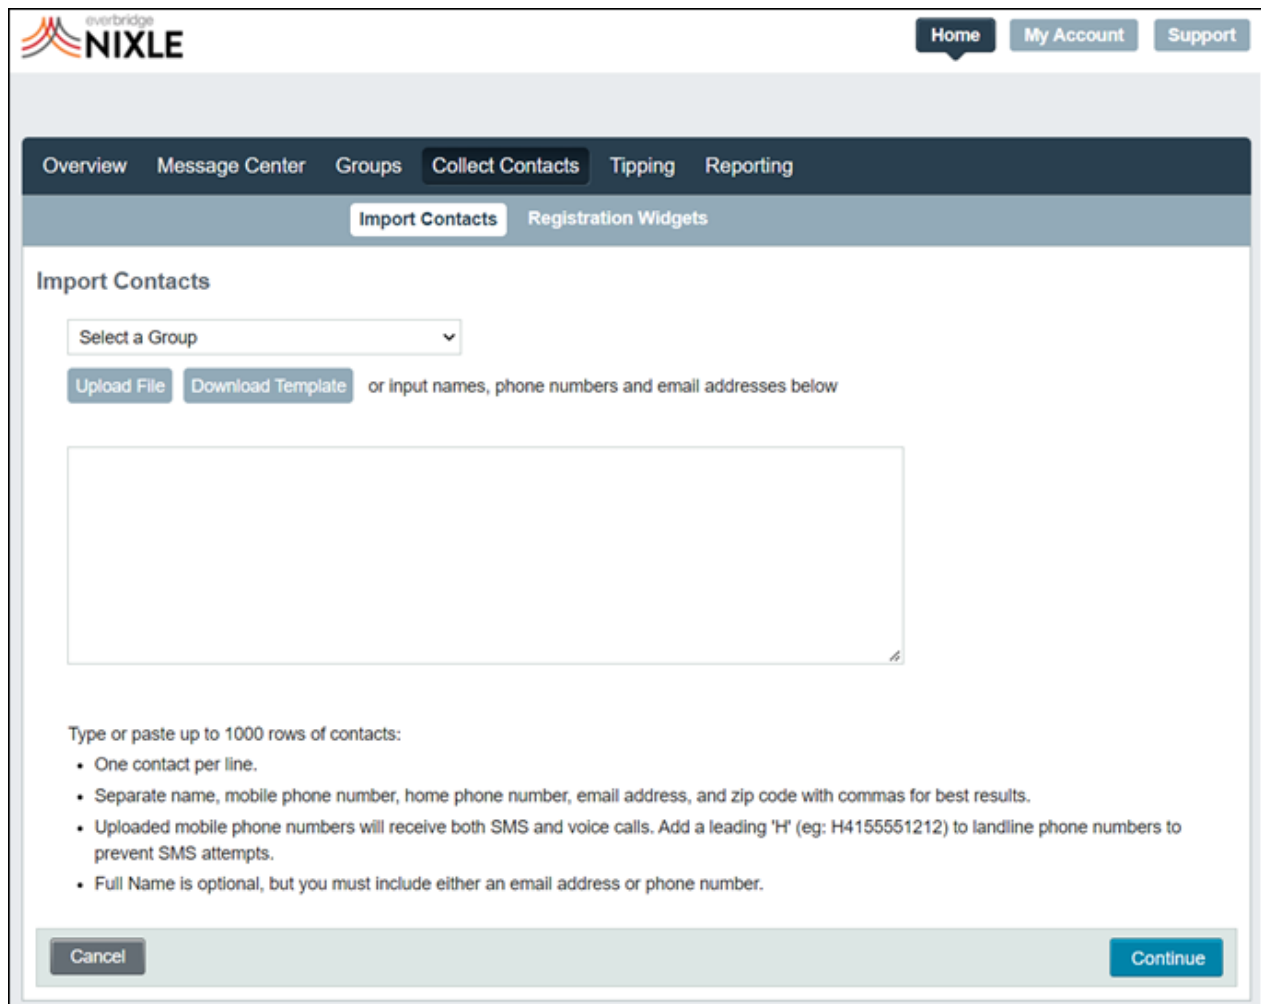 everbridge
NIXLE
Home My Account Support
Overview Message Center Groups Collect Contacts Tipping Reporting
Import Contacts Registration Widgets
Import Contacts
Select a Group
Upload File Download Template or input names, phone numbers and email addresses below
Type or paste up to 1000 rows of contacts:
• One contact per line.
• Separate name, mobile phone number, home phone number, email address, and zip code with commas for best results.
• Uploaded mobile phone numbers will receive both SMS and voice calls. Add a leading 'H' (eg: H4155551212) to landline phone numbers to
prevent SMS attempts.
• Full Name is optional, but you must include either an email address or phone number.
Cancel Continue